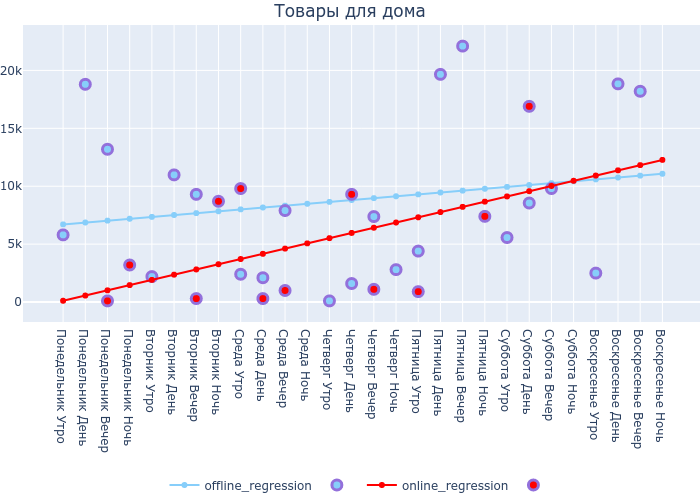 Товары для дома
20k
15k
10k
5k
0
Понедельник Утро
Понедельник День
Понедельник Вечер
Понедельник Ночь
Вторник Утро
Вторник День
Вторник Вечер
Вторник Ночь
Среда Утро
Среда День
Среда Вечер
Среда Ночь
Четверг Утро
Четверг День
Четверг Вечер
Четверг Ночь
Пятница Утро
Пятница День
Пятница Вечер
Пятница Ночь
Суббота Утро
Суббота День
Суббота Вечер
Суббота Ночь
Воскресенье Утро
Воскресенье День
Воскресенье Вечер
Воскресенье Ночь
offline_regression
online_regression